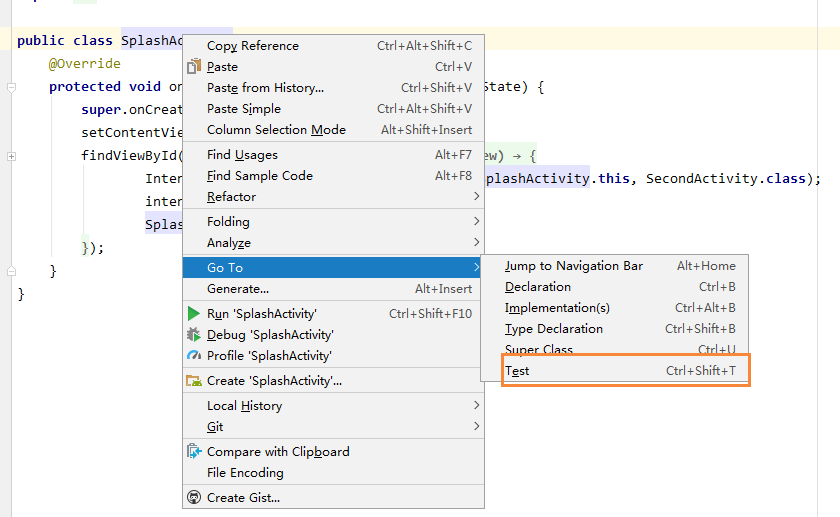 public class SplashAc
@Override
protected void on State) {
super.onCreat
setContentVie
findViewById( ew) → {
Inten plashActivity.this, SecondActivity.class);
inten
Splas
});
}
}
Copy Reference Ctrl+Alt+Shift+C
Paste Ctrl+V
Paste from History... Ctrl+Shift+V
Paste Simple Ctrl+Alt+Shift+V
Column Selection Mode Alt+Shift+Insert
Find Usages Alt+F7
Find Sample Code Alt+F8
Refactor
Folding
Analyze
Go To
Generate... Alt+Insert
Run 'SplashActivity' Ctrl+Shift+F10
Debug 'SplashActivity'
Profile 'SplashActivity'
Create 'SplashActivity'...
Local History
Git
Compare with Clipboard
File Encoding
Create Gist...
Jump to Navigation Bar Alt+Home
Declaration Ctrl+B
Implementation(s) Ctrl+Alt+B
Type Declaration Ctrl+Shift+B
Super Class Ctrl+U
Test Ctrl+Shift+T